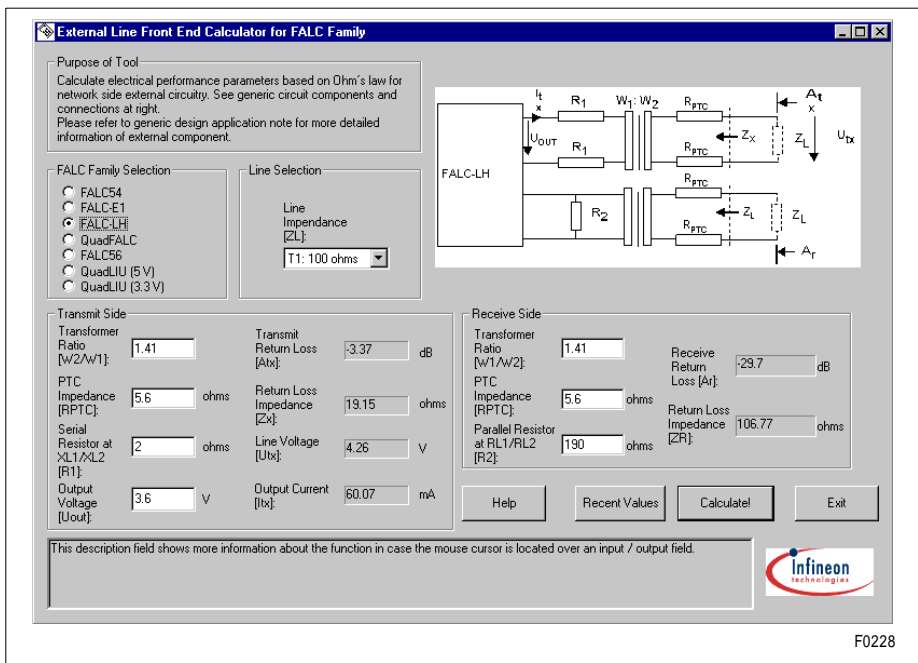 External Line Front End Calculator for FALC Family
Purpose of Tool
Calculate electrical performance parameters based on Ohm´s law for
network side external circuitry. See generic circuit components and
connections at right.
Please refer to generic design application note for more detailed
information of external component.
FALC Family Selection
FALC54
FALC-E1
FALC-LH
QuadFALC
FALC56
QuadLIU (5 V)
QuadLIU (3.3 V)
Line Selection
Line
Impendance
[ZL]:
T1: 100 ohms
FALC-LH
It
x
R1
W1: W2
RPTC
At
x
UOUT
ZX
ZL
Utx
R1
RPTC
RPTC
R2
ZL
ZL
RPTC
Ar
Transmit Side
Transformer
Ratio
[W2/W1]:
1.41
PTC
Impedance
[RPTC]:
5.6
ohms
Serial
Resistor at
XL1/XL2
[R1]:
2
ohms
Output
Voltage
[Uout]:
3.6
V
Transmit
Return Loss
[Atx]:
-3.37
dB
Return Loss
Impedance
[Zx]:
19.15
ohms
Line Voltage
[Utx]:
4.26
V
Output Current
[Itx]:
60.07
mA
Receive Side
Transformer
Ratio
[W1/W2]:
1.41
PTC
Impedance
[RPTC]:
5.6
ohms
Parallel Resistor
at RL1/RL2
[R2]:
190
ohms
Receive
Return
Loss [Ar]:
-29.7
dB
Return Loss
Impedance
[ZR]:
106.77
ohms
Help
Recent Values
Calculate!
Exit
This description field shows more information about the function in case the mouse cursor is located over an input / output field.
Infineon
technologies
F0228